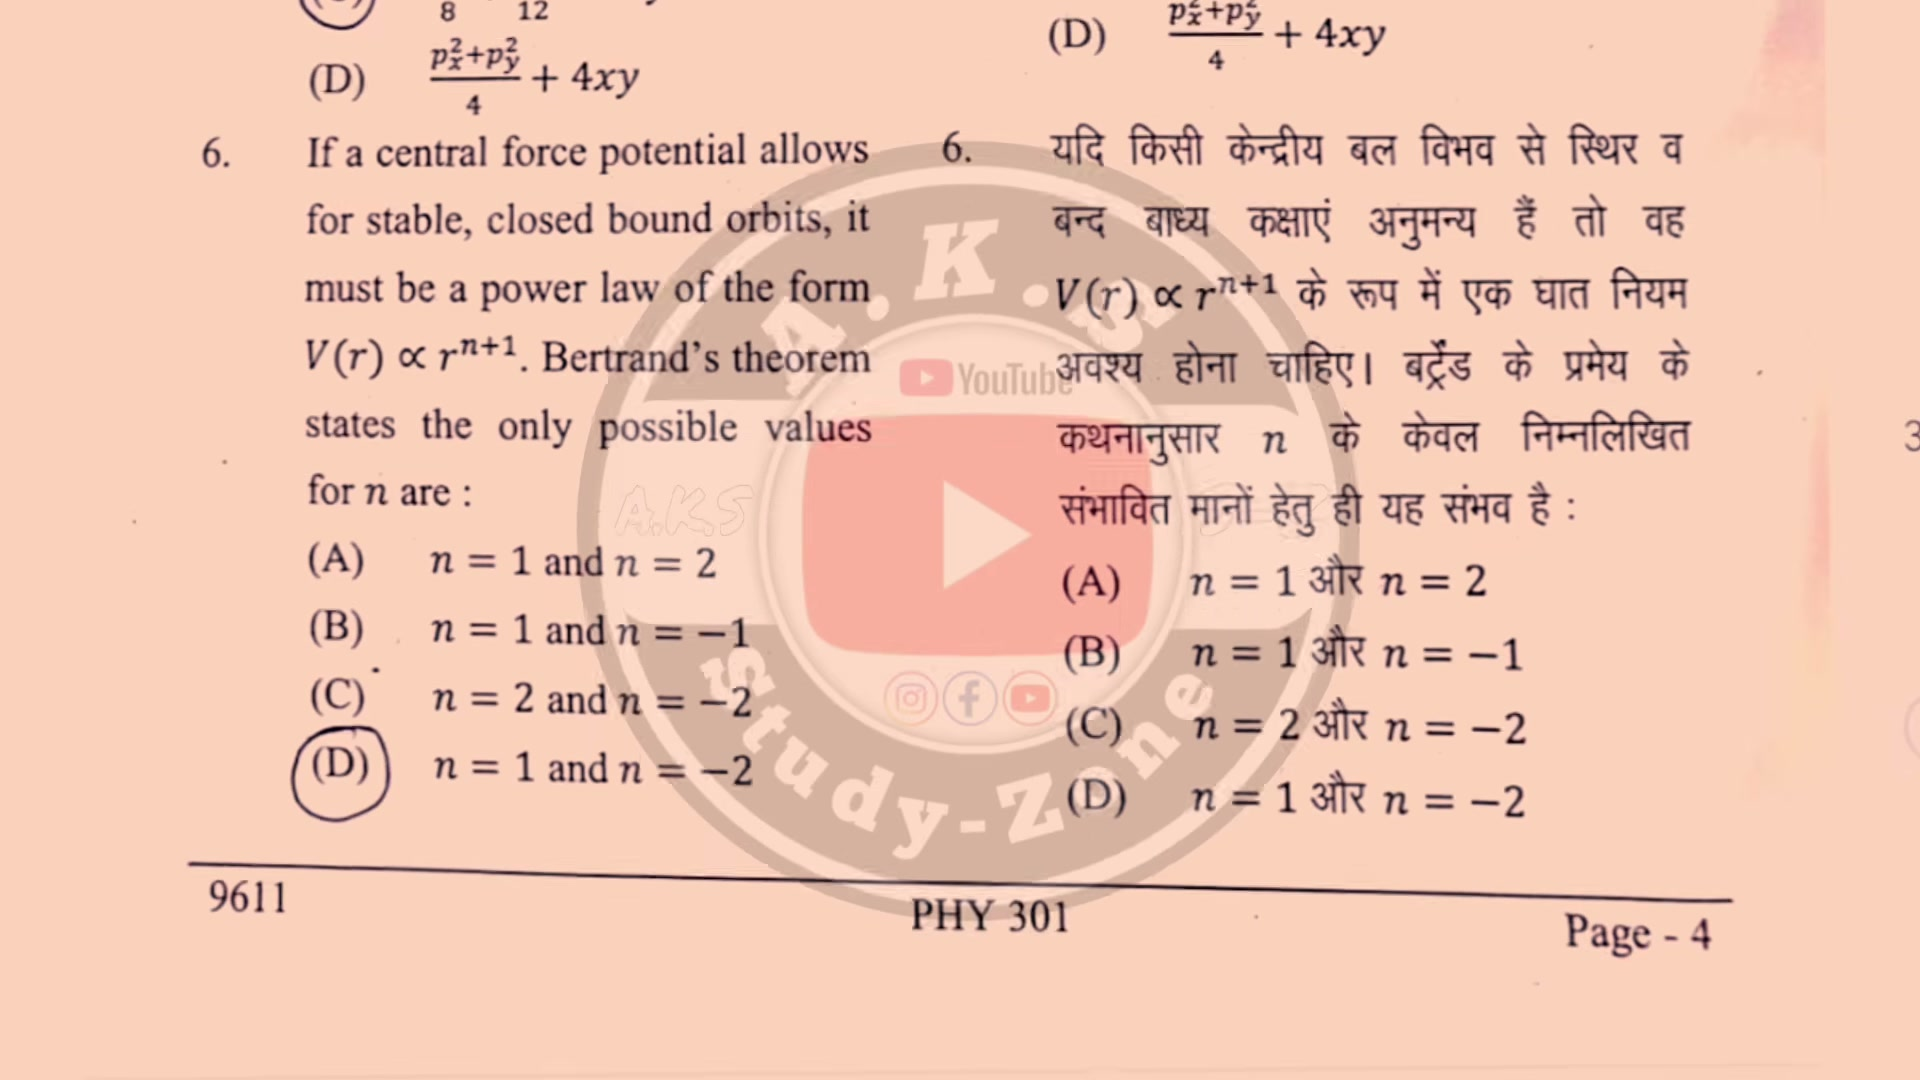 8 12
(D) p_x^2+p_y^2/4 + 4xy
6. If a central force potential allows
for stable, closed bound orbits, it
must be a power law of the form
V(r) ∝ r^{n+1}. Bertrand's theorem
states the only possible values
for n are :
(A) n = 1 and n = 2
(B) n = 1 and n = −1
(C) n = 2 and n = −2
(D) n = 1 and n = −2
(D) p_x^2+p_y^2/4 + 4xy
6. यदि किसी केन्द्रीय बल विभव से स्थिर व
बन्द बाध्य कक्षाएं अनुमन्य हैं तो वह
V(r) ∝ r^{n+1} के रूप में एक घात नियम
अवश्य होना चाहिए। बर्ट्रेंड के प्रमेय के
कथनानुसार n के केवल निम्नलिखित
संभावित मानों हेतु ही यह संभव है :
(A) n = 1 और n = 2
(B) n = 1 और n = −1
(C) n = 2 और n = −2
(D) n = 1 और n = −2
3
9611 PHY 301 Page - 4
A.K.S
YouTube
A.K.S
Study-Zone